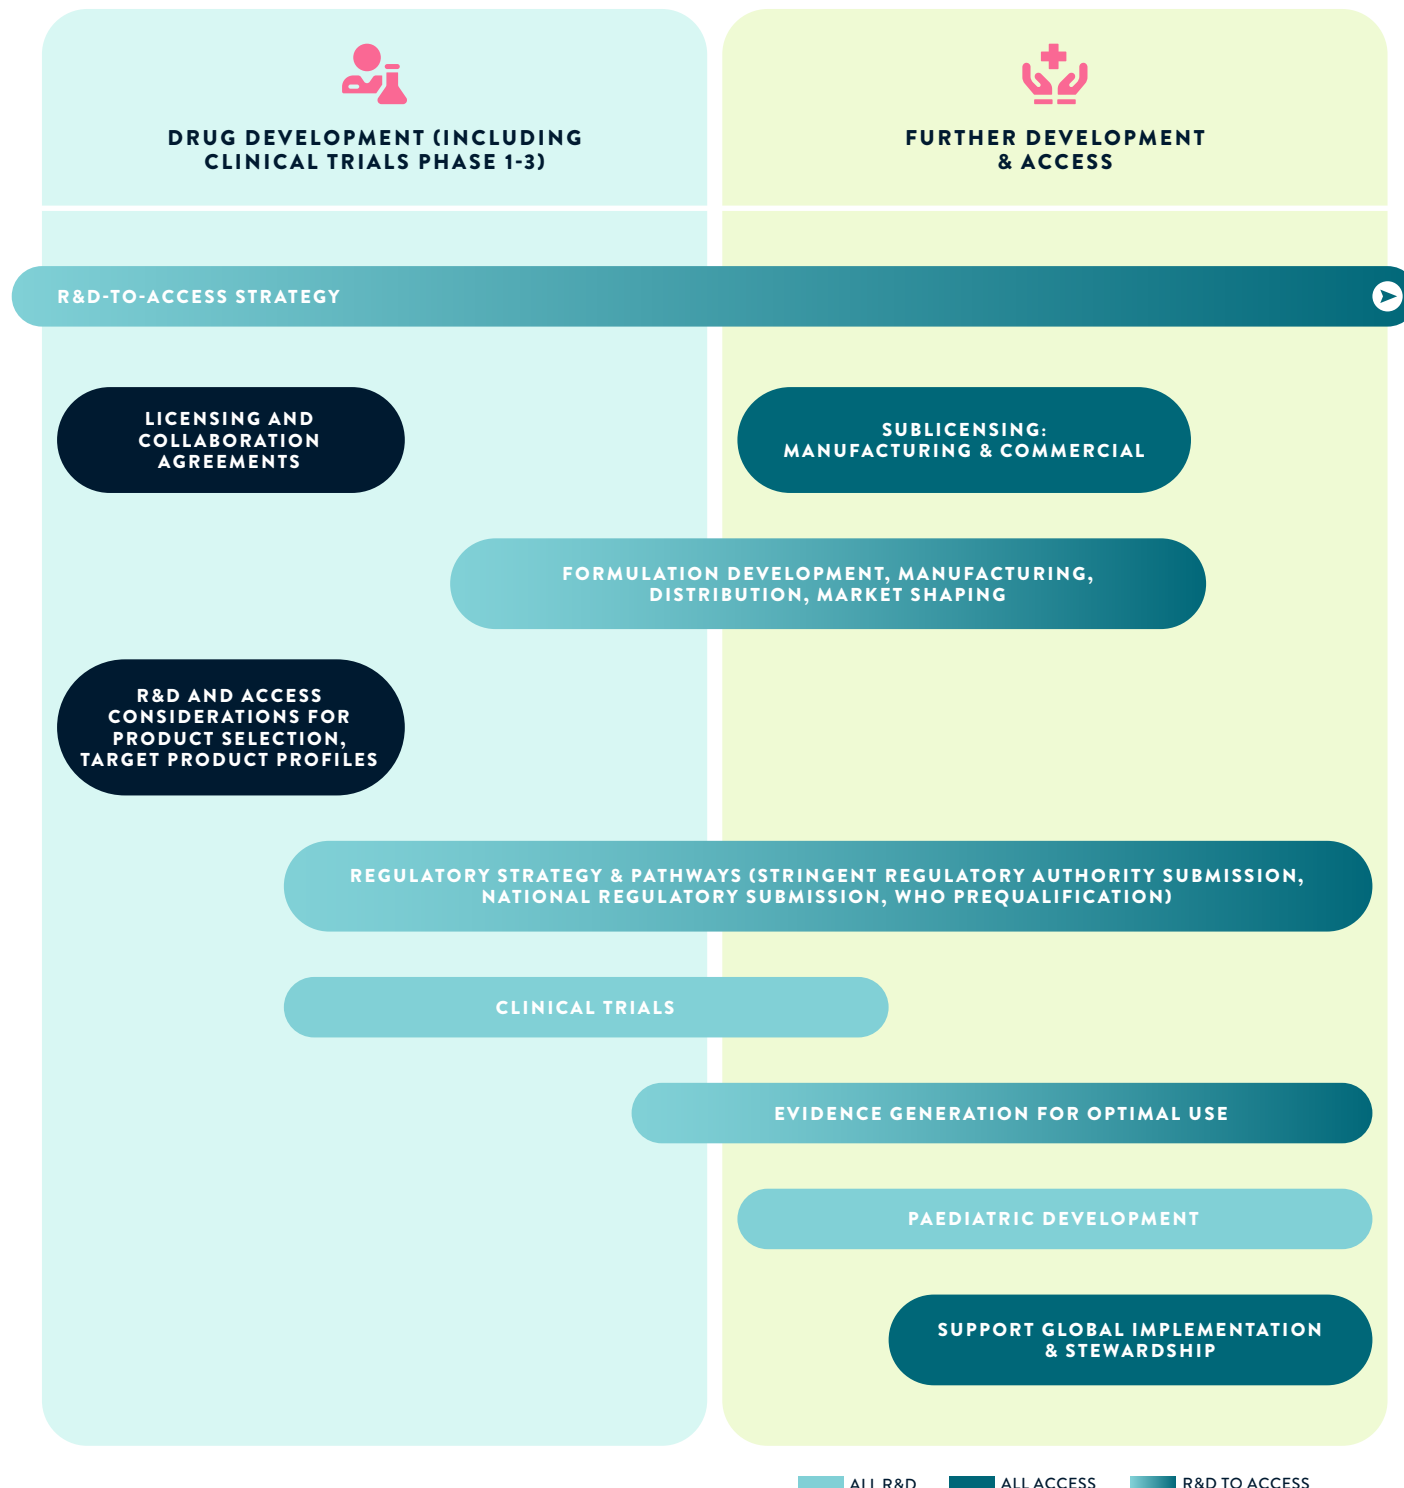 DRUG DEVELOPMENT (INCLUDING
CLINICAL TRIALS PHASE 1-3)
FURTHER DEVELOPMENT
& ACCESS
R&D-TO-ACCESS STRATEGY
LICENSING AND
COLLABORATION
AGREEMENTS
SUBLICENSING:
MANUFACTURING & COMMERCIAL
FORMULATION DEVELOPMENT, MANUFACTURING,
DISTRIBUTION, MARKET SHAPING
R&D AND ACCESS
CONSIDERATIONS FOR
PRODUCT SELECTION,
TARGET PRODUCT PROFILES
REGULATORY STRATEGY & PATHWAYS (STRINGENT REGULATORY AUTHORITY SUBMISSION,
NATIONAL REGULATORY SUBMISSION, WHO PREQUALIFICATION)
CLINICAL TRIALS
EVIDENCE GENERATION FOR OPTIMAL USE
PAEDIATRIC DEVELOPMENT
SUPPORT GLOBAL IMPLEMENTATION
& STEWARDSHIP
ALL R&D
ALL ACCESS
R&D TO ACCESS